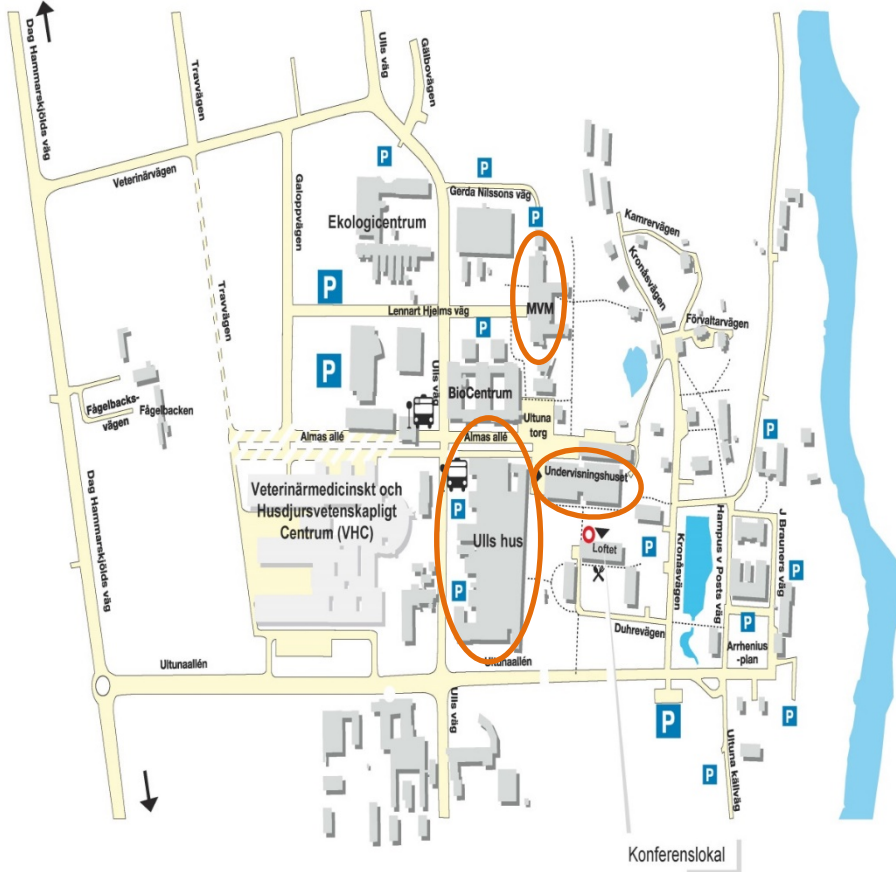 Dag Hammarskjölds väg
Travvägen
Ulls väg
Gälbovägen
Veterinärvägen
Galoppvägen
P
P
Gerda Nilssons väg
P
Ekologicentrum
Kamrervägen
Kronåsvägen
Travvägen
P
Lennart Hjelms väg
MVM
Förvaltarvägen
P
P
Ulls väg
BioCentrum
Fågelbacks-
vägen
Fågelbacken
Ultuna
torg
Almas allé
Almas allé
P
Undervisningshuset
Veterinärmedicinskt och
Husdjursvetenskapligt
Centrum (VHC)
P
Ulls hus
Loftet
P
Dag Hammarskjölds väg
Kronåsvägen
Hampus v Posts väg
J Brauners väg
P
P
Duhrevägen
P
Arrhenius
-plan
Ultunaallén
Ultunaallén
Ulls väg
P
P
P
Ultuna källväg
Konferenslokal